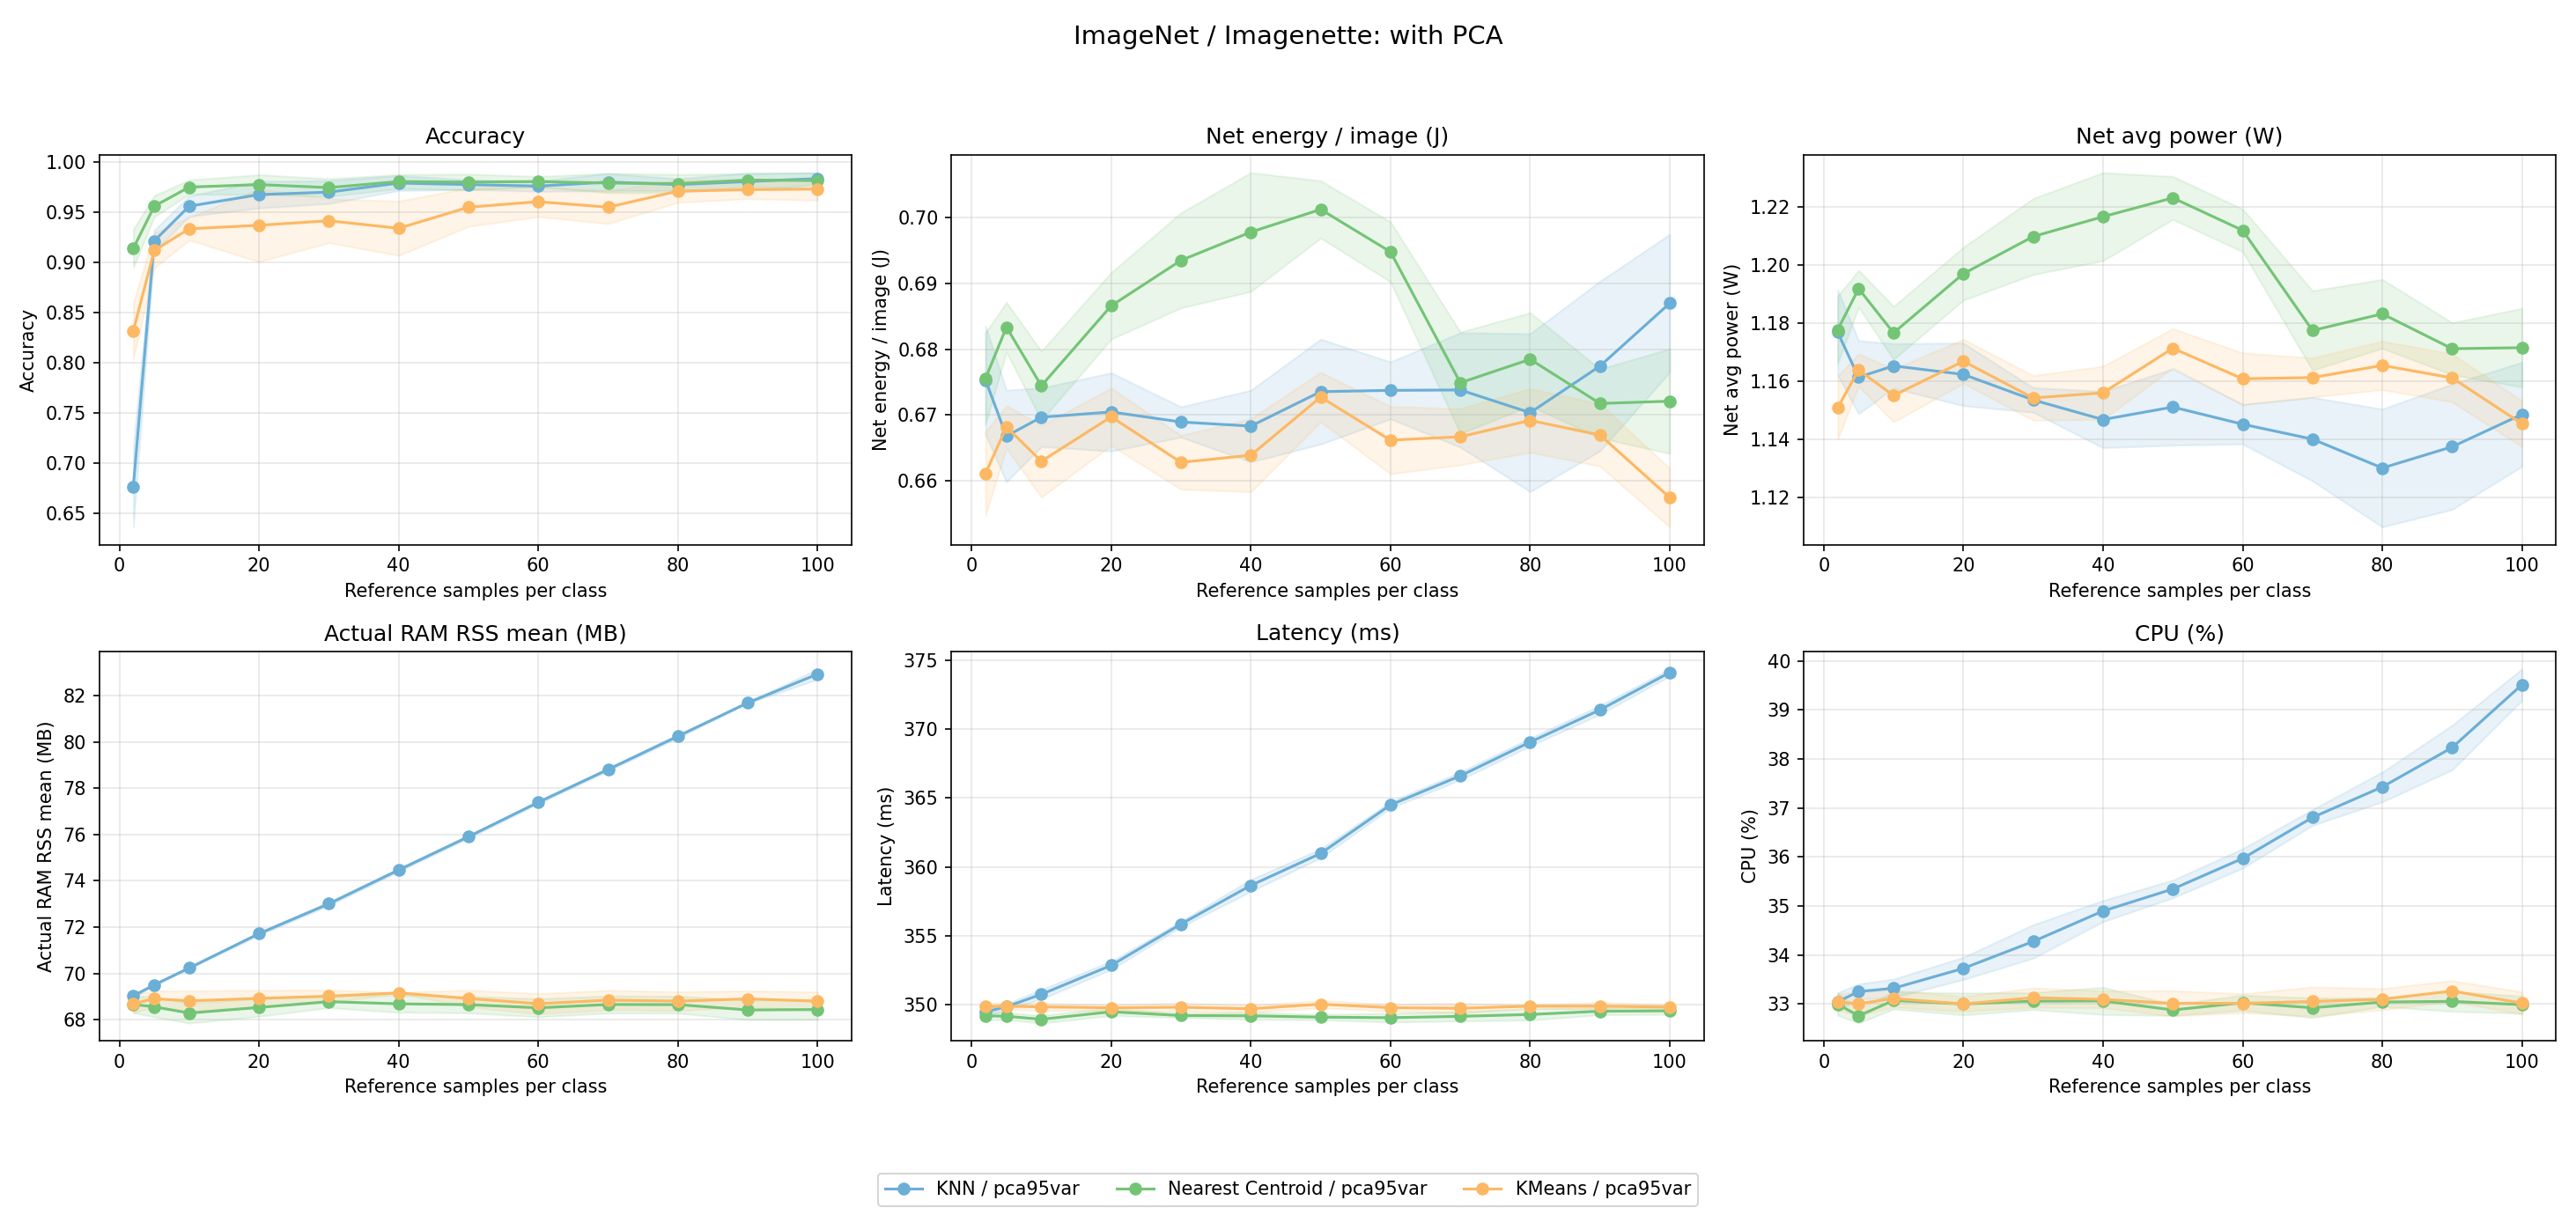 ImageNet / Imagenette: with PCA
Accuracy
Accuracy
1.00
0.95
0.90
0.85
0.80
0.75
0.70
0.65
0 20 40 60 80 100
Reference samples per class
Net energy / image (J)
Net energy / image (J)
0.70
0.69
0.68
0.67
0.66
0 20 40 60 80 100
Reference samples per class
Net avg power (W)
Net avg power (W)
1.22
1.20
1.18
1.16
1.14
1.12
0 20 40 60 80 100
Reference samples per class
Actual RAM RSS mean (MB)
Actual RAM RSS mean (MB)
82
80
78
76
74
72
70
68
0 20 40 60 80 100
Reference samples per class
Latency (ms)
Latency (ms)
375
370
365
360
355
350
0 20 40 60 80 100
Reference samples per class
CPU (%)
CPU (%)
40
39
38
37
36
35
34
33
0 20 40 60 80 100
Reference samples per class
KNN / pca95var Nearest Centroid / pca95var KMeans / pca95var